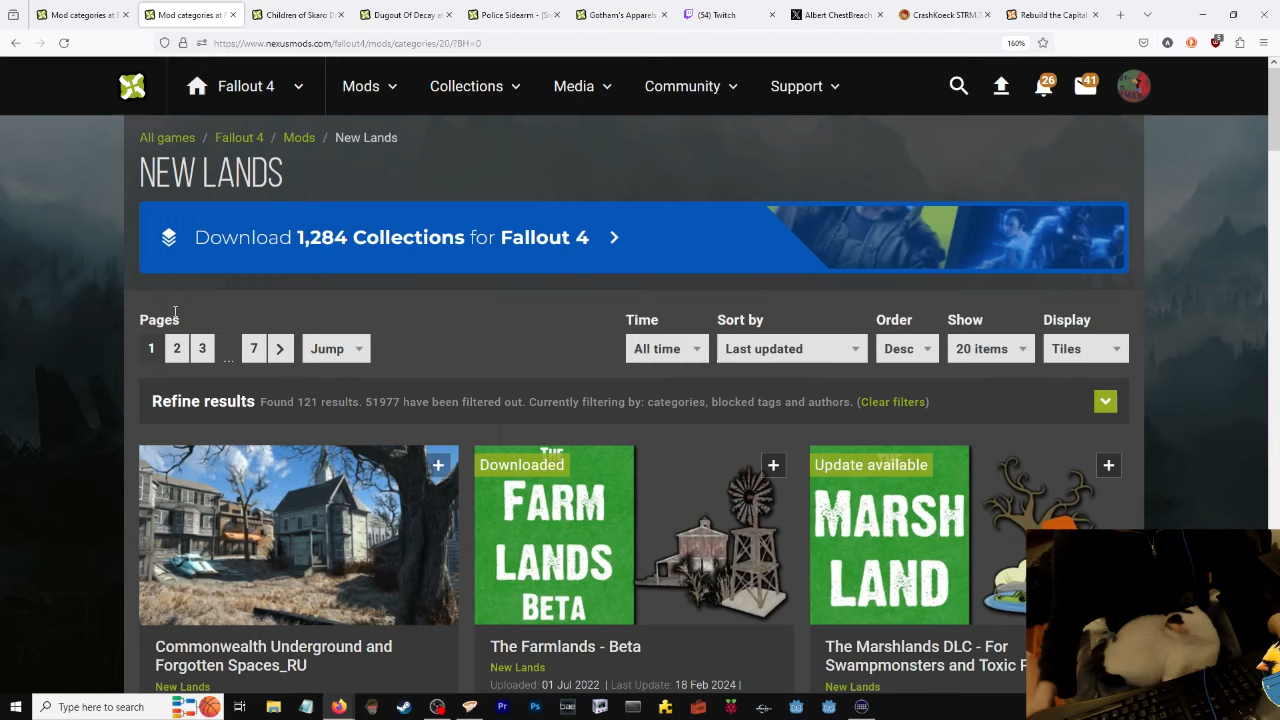 Mod categories at F
Mod categories at F
Children of Skaro D
Dugout Of Decay at
Police Sidearm - (S
Gotham's Apparels
(54) Twitch
Albert ChestBreach
CrashKoeck STRM.T
Rebuild the Capital
https://www.nexusmods.com/fallout4/mods/categories/20/?BH=0
160%
5
Fallout 4
Mods
Collections
Media
Community
Support
26
41
All games / Fallout 4 / Mods / New Lands
NEW LANDS
Download 1,284 Collections for Fallout 4
Pages
Time
Sort by
Order
Show
Display
1 2 3 ... 7 Jump
All time
Last updated
Desc
20 items
Tiles
Refine results Found 121 results. 51977 have been filtered out. Currently filtering by: categories, blocked tags and authors. (Clear filters)
Downloaded
THE
FARM
LANDS
BETA
Update available
MARSH
LAND
Commonwealth Underground and
Forgotten Spaces_RU
New Lands
The Farmlands - Beta
New Lands
Uploaded: 01 Jul 2022 | Last Update: 18 Feb 2024 |
The Marshlands DLC - For
Swampmonsters and Toxic
New Lands
Type here to search
Pr
Ps
bae